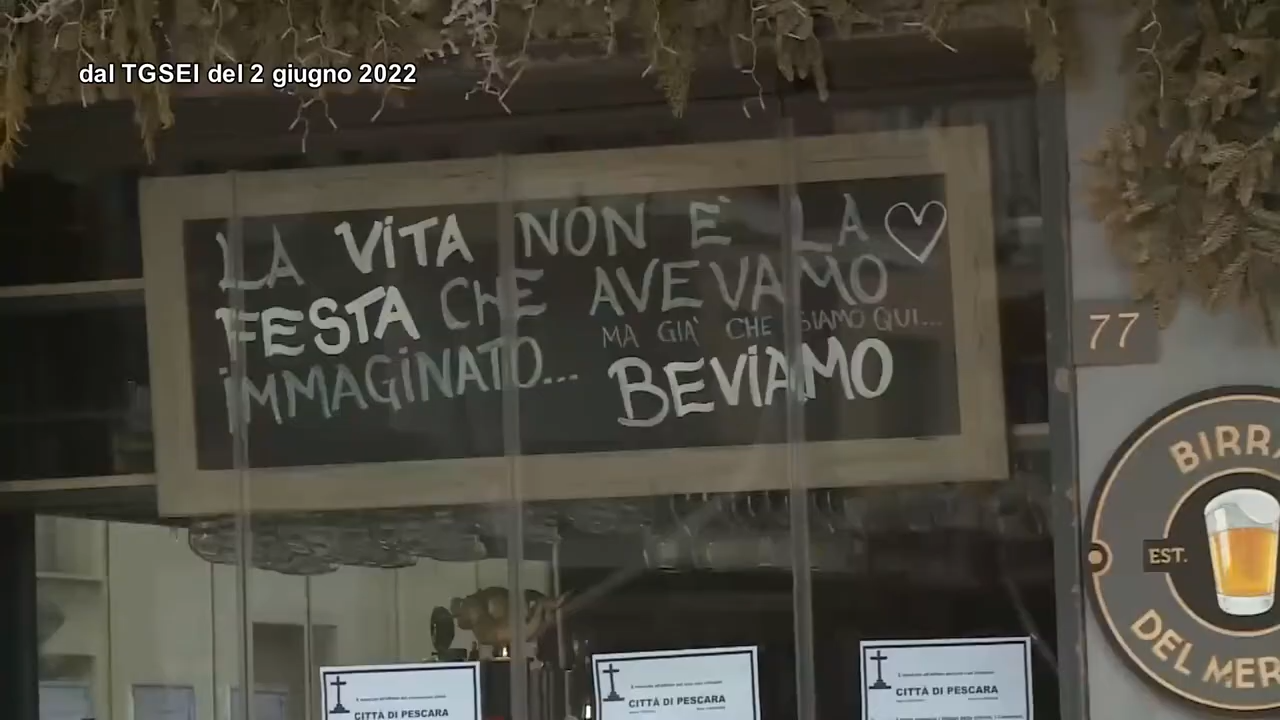 dal TGSEI del 2 giugno 2022
LA VITA NON È LA
FESTA CHE AVEVAMO
IMMAGINATO... MA GIÀ CHE SIAMO QUI...
BEVIAMO
77
BIRR
EST.
DEL MER
CITTÀ DI PESCARA
CITTÀ DI PESCARA
CITTÀ DI PESCARA